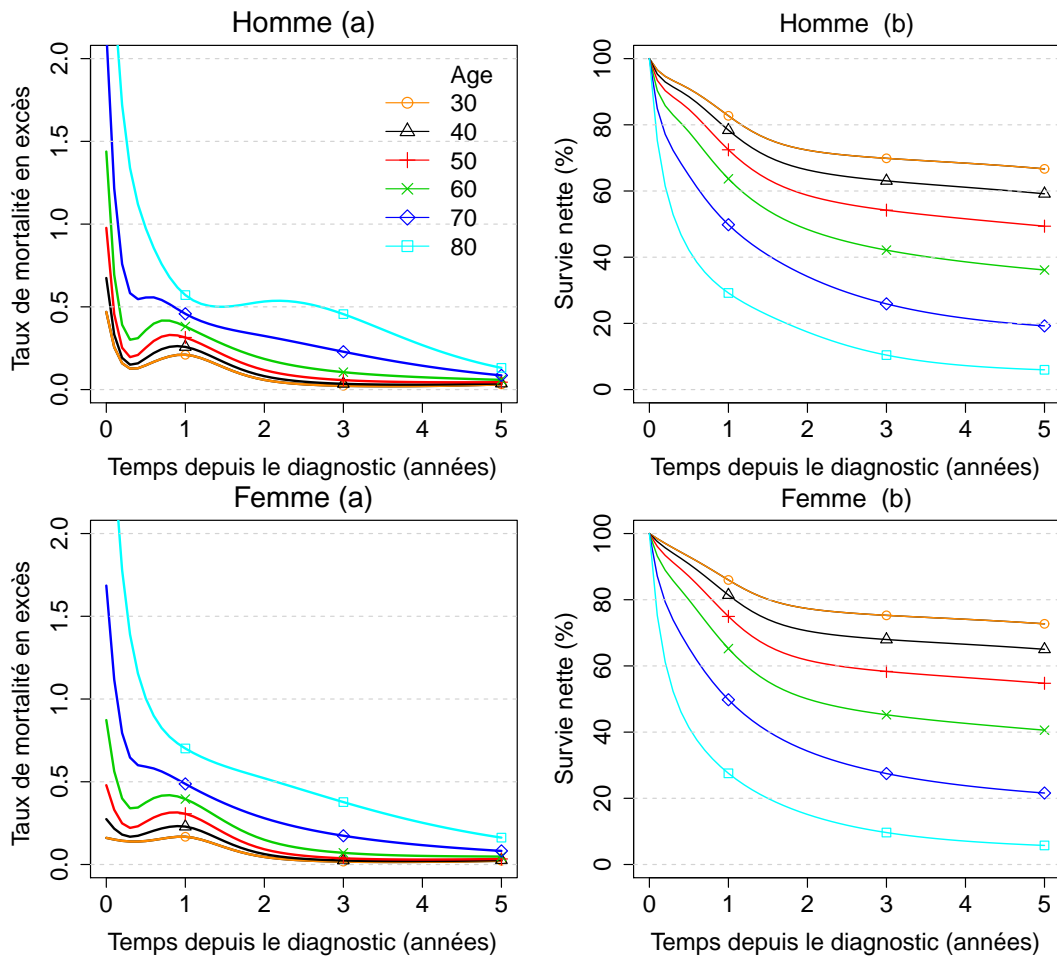 Homme (a)
Taux de mortalité en excès
2.0
1.5
1.0
0.5
0.0
Age
30
40
50
60
70
80
0 1 2 3 4 5
Temps depuis le diagnostic (années)
Homme (b)
Survie nette (%)
100
80
60
40
20
0
0 1 2 3 4 5
Temps depuis le diagnostic (années)
Femme (a)
Taux de mortalité en excès
2.0
1.5
1.0
0.5
0.0
0 1 2 3 4 5
Temps depuis le diagnostic (années)
Femme (b)
Survie nette (%)
100
80
60
40
20
0
0 1 2 3 4 5
Temps depuis le diagnostic (années)